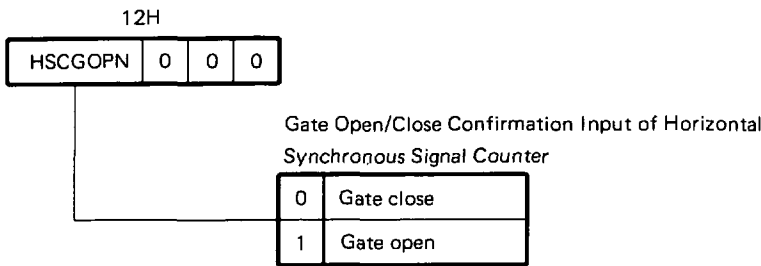 12H
HSCGOPN 0 0 0
Gate Open/Close Confirmation Input of Horizontal
Synchronous Signal Counter
0 Gate close
1 Gate open